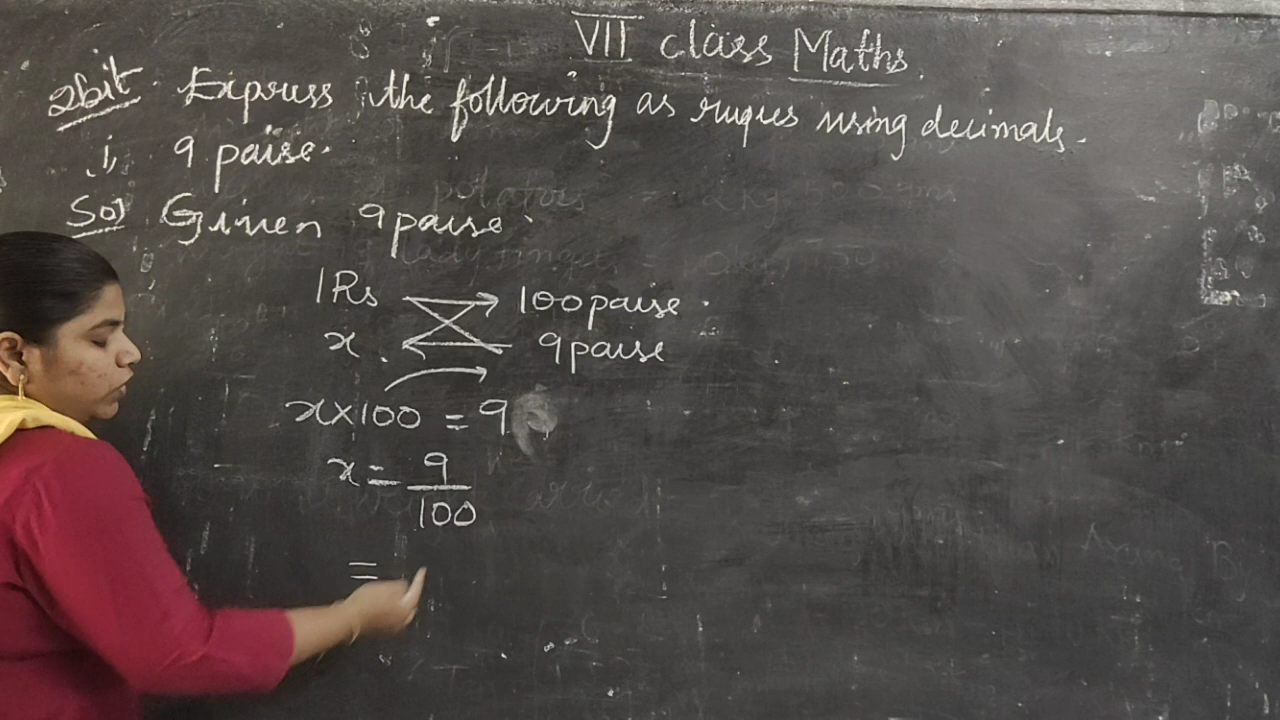 VII class Maths.
2bit. Express the following as rupees using decimals.
i, 9 paise.
Sol Given 9 paise.
1Rs 100 paise.
x. 9 paise
x×100 = 9
x = 9/100
=